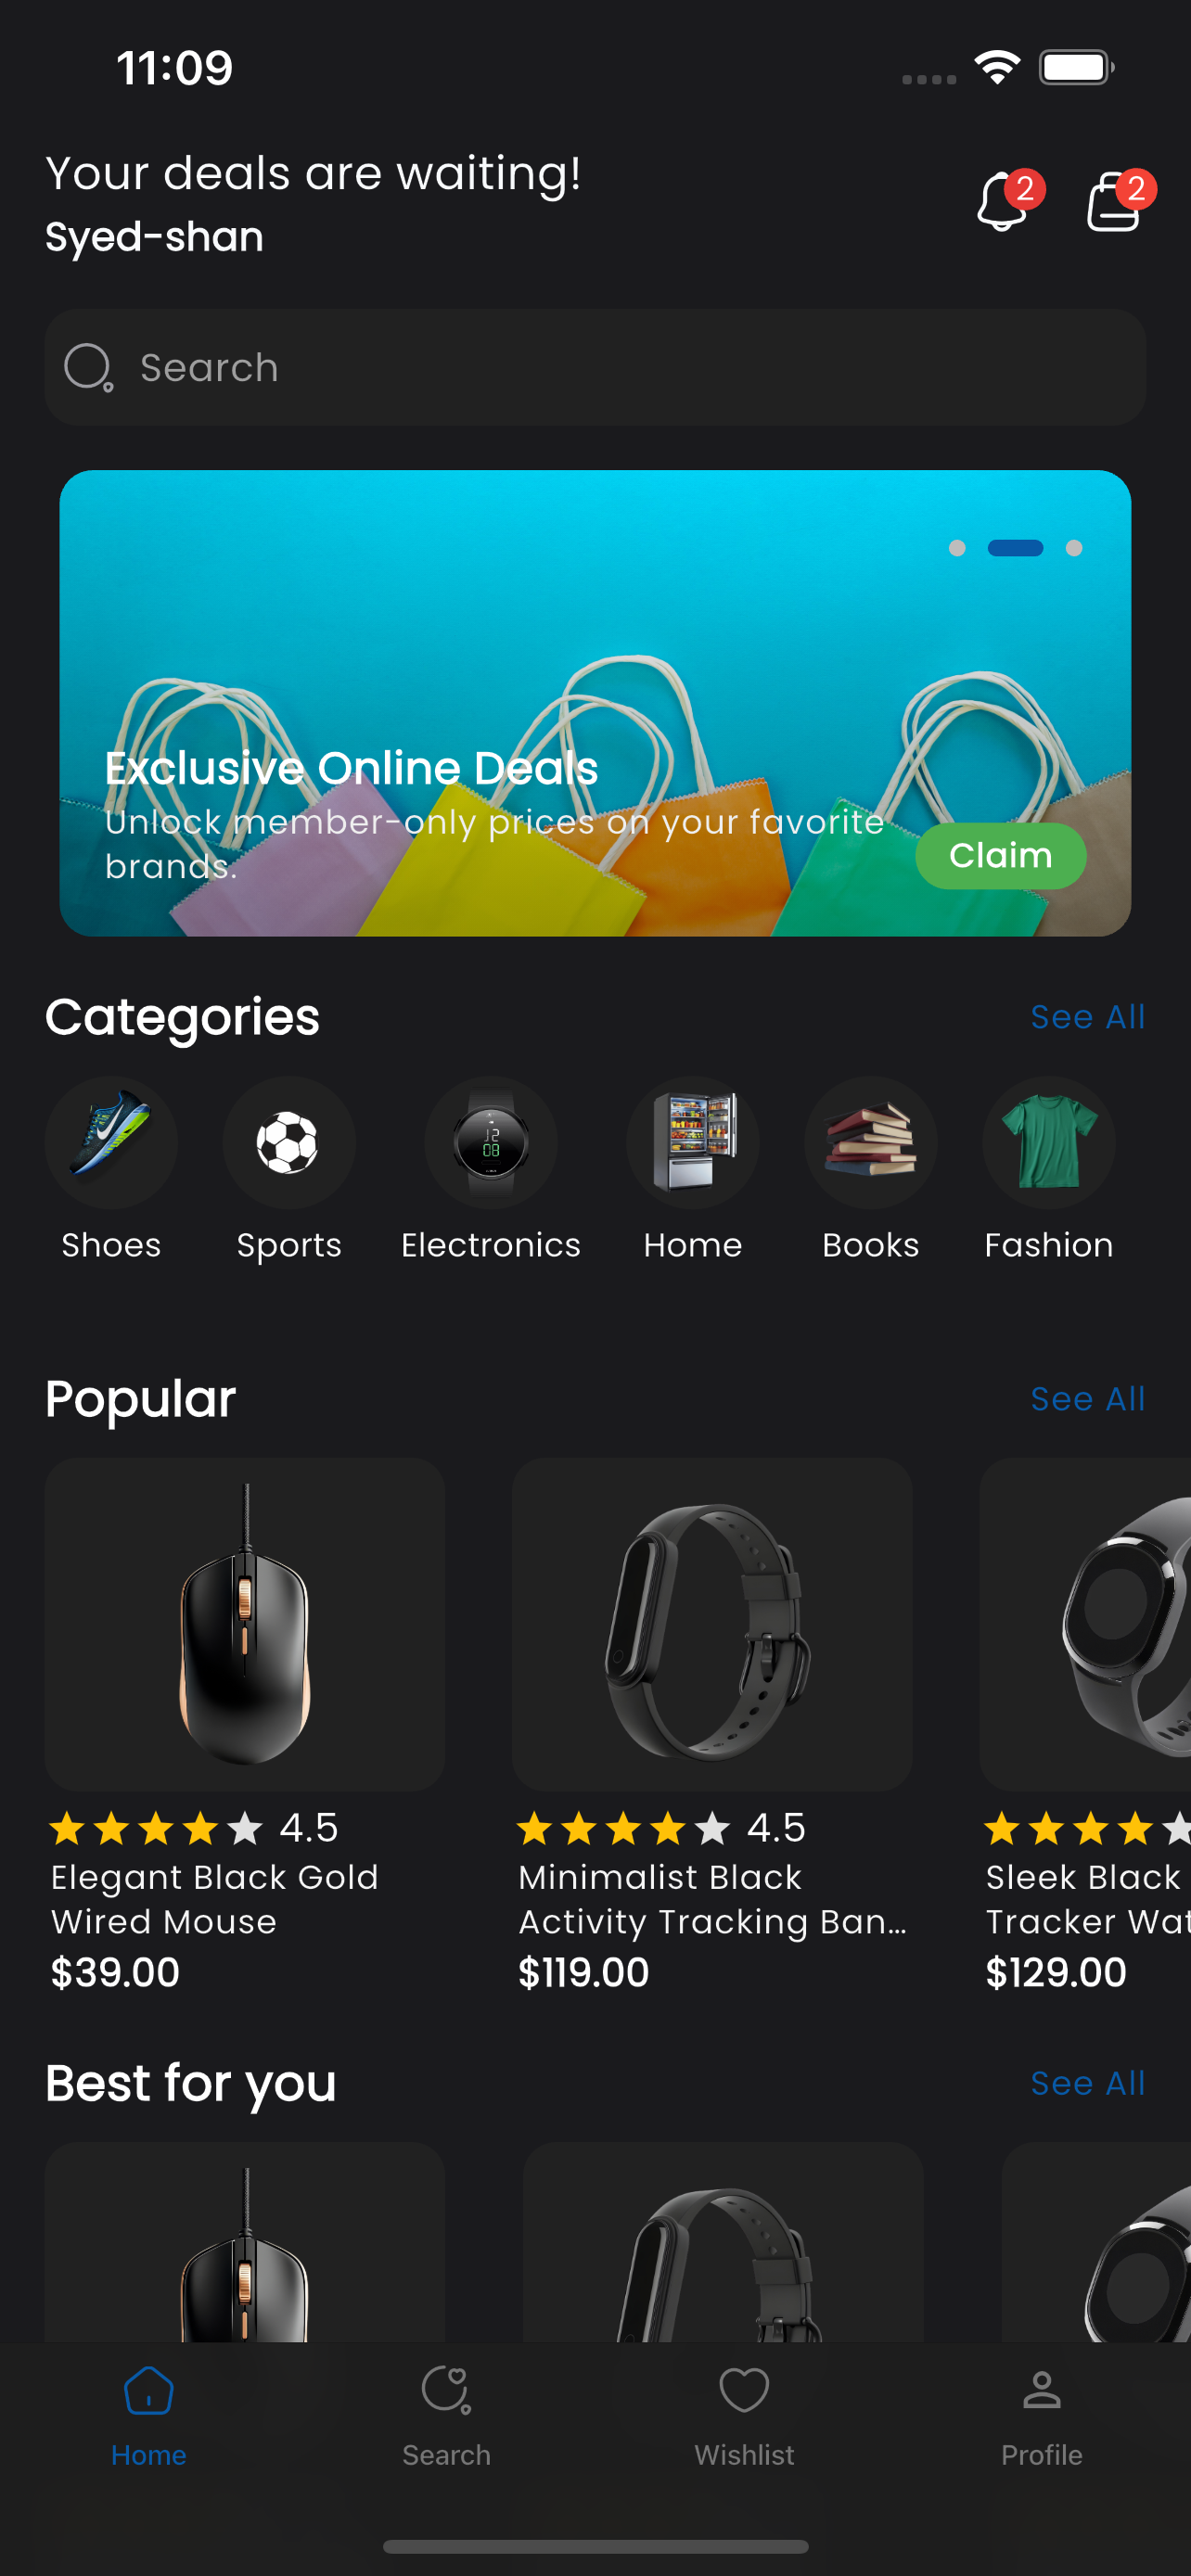 11:09
Your deals are waiting!
2
2
Syed-shan
Search
Exclusive Online Deals
Unlock member-only prices on your favorite
brands.
Claim
Categories
See All
Shoes
Sports
Electronics
Home
Books
Fashion
Popular
See All
4.5
4.5
Elegant Black Gold
Wired Mouse
$39.00
Minimalist Black
Activity Tracking Ban...
$119.00
Sleek Black
Tracker Wat
$129.00
Best for you
See All
Home
Search
Wishlist
Profile